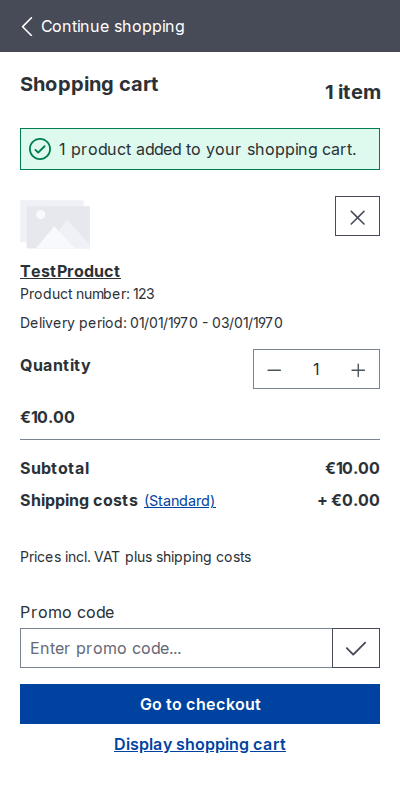 Continue shopping
Shopping cart
1 item
1 product added to your shopping cart.
TestProduct
Product number: 123
Delivery period: 01/01/1970 - 03/01/1970
Quantity
1
€10.00
Subtotal €10.00
Shipping costs (Standard) + €0.00
Prices incl. VAT plus shipping costs
Promo code
Enter promo code...
Go to checkout
Display shopping cart